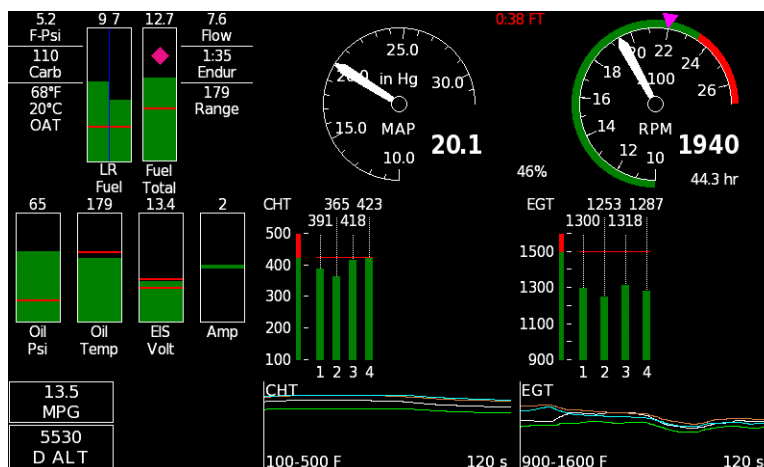 5.2
F-Psi
110
Carb
68°F
20°C
OAT
9 7
LR
Fuel
12.7
Fuel
Total
7.6
Flow
1:35
Endur
179
Range
25.0
20.0
in Hg
30.0
15.0
MAP
10.0
20.1
0:38 FT
46%
22
20
24
18
100
26
16
14
RPM
12
10
1940
44.3 hr
65
Oil
Psi
179
Oil
Temp
13.4
EIS
Volt
2
Amp
CHT
365 423
391 418
500
400
300
200
100
1 2 3 4
EGT
1253 1287
1300 1318
1500
1300
1100
900
1 2 3 4
13.5
MPG
5530
D ALT
CHT
100-500 F
120 s
EGT
900-1600 F
120 s